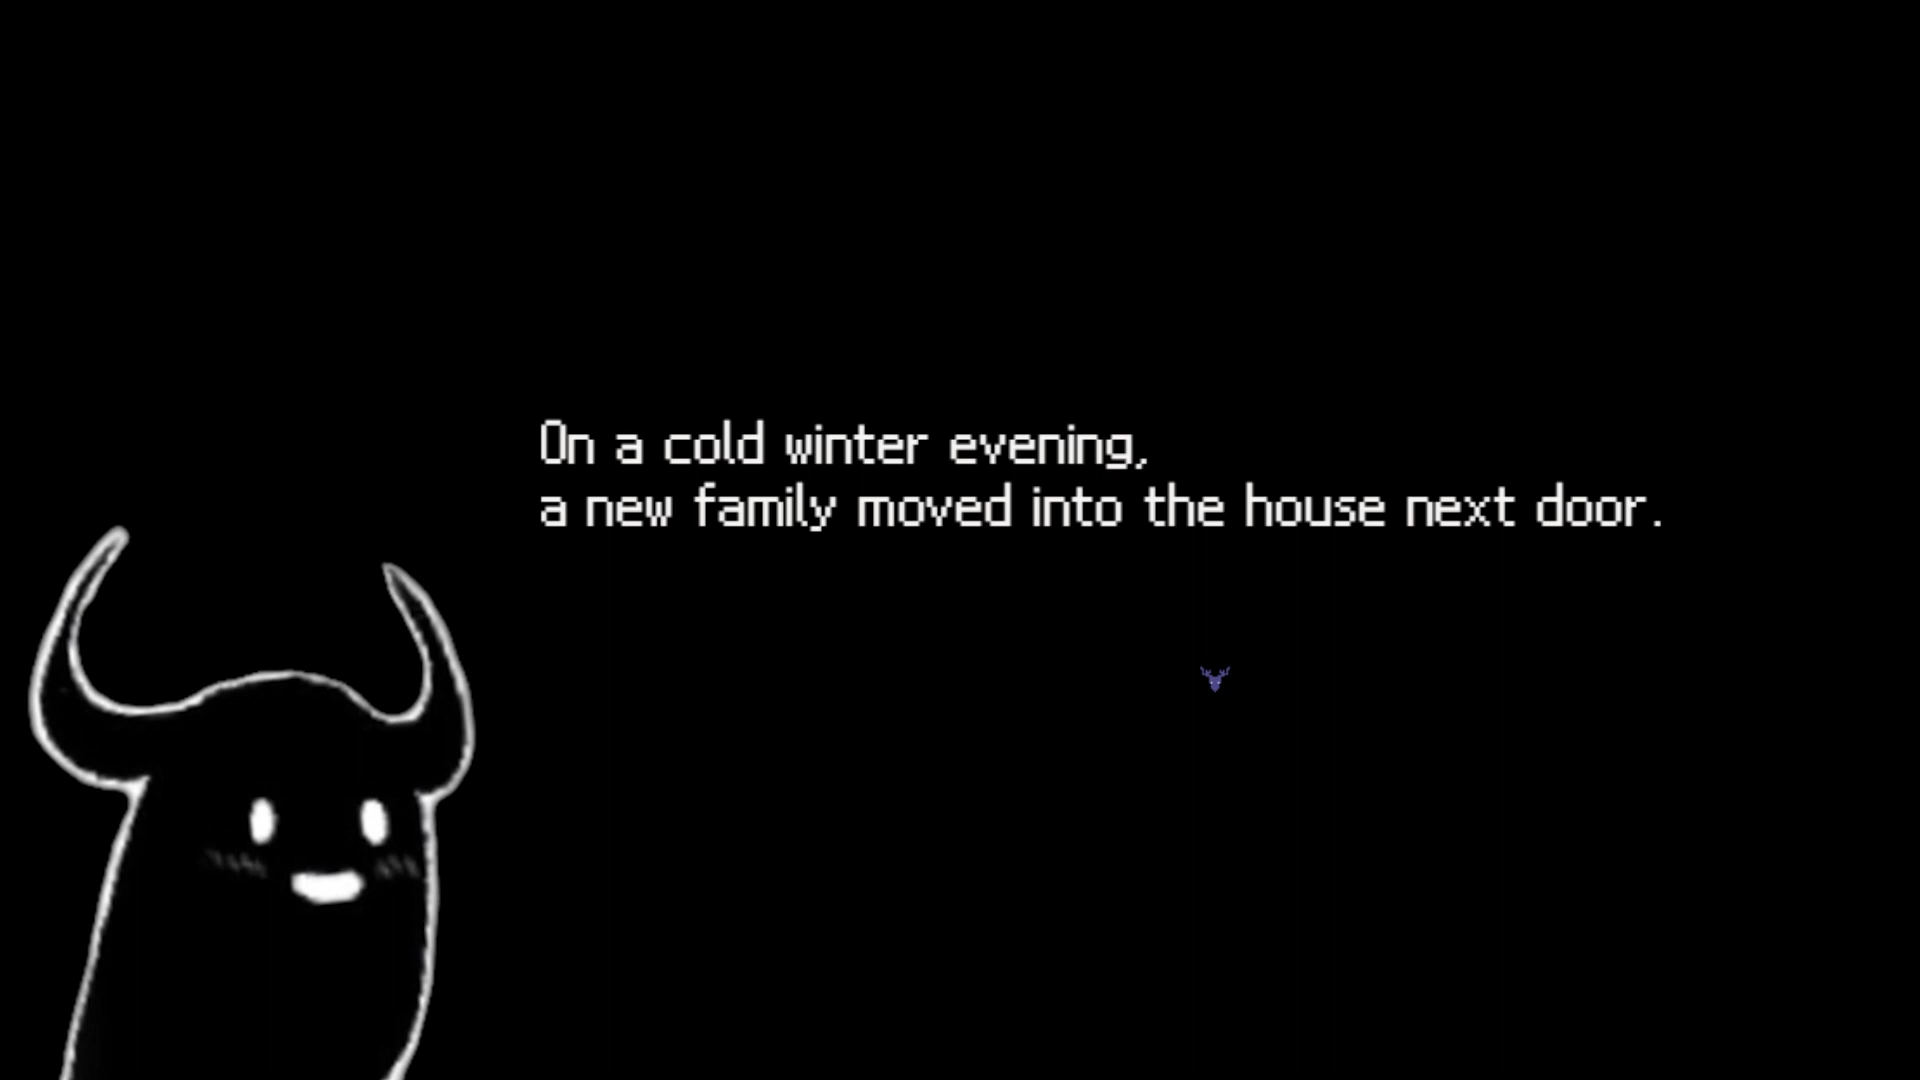 On a cold winter evening,
a new family moved into the house next door.